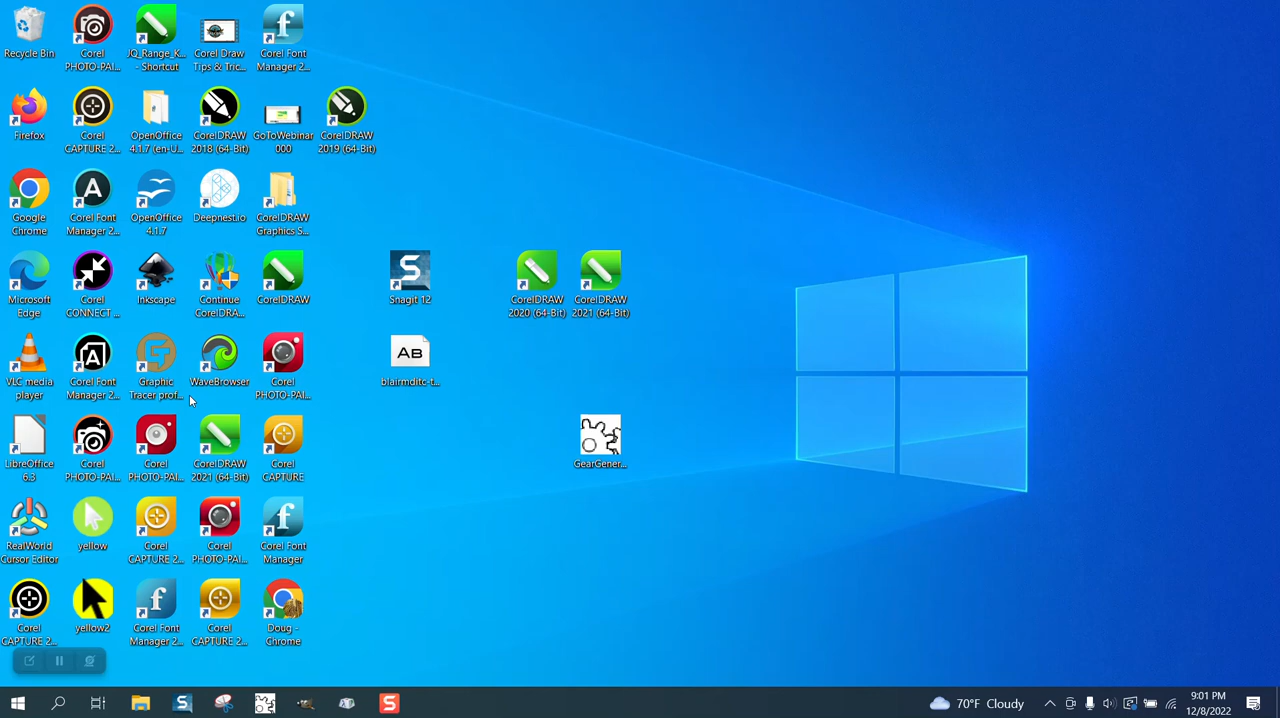 Recycle Bin
Corel
PHOTO-PAI...
JQ_Range_K...
- Shortcut
Corel Draw
Tips & Tric...
Corel Font
Manager 2...
Firefox
Corel
CAPTURE 2...
OpenOffice
4.1.7 (en-U...
CorelDRAW
2018 (64-Bit)
GoToWebinar
000
CorelDRAW
2019 (64-Bit)
Google
Chrome
Corel Font
Manager 2...
OpenOffice
4.1.7
Deepnest.io
CorelDRAW
Graphics S...
Microsoft
Edge
Corel
CONNECT ...
Inkscape
Continue
CorelDRA...
CorelDRAW
Snagit 12
CorelDRAW
2020 (64-Bit)
CorelDRAW
2021 (64-Bit)
VLC media
player
Corel Font
Manager 2...
Graphic
Tracer prof...
WaveBrowser
Corel
PHOTO-PAI...
AB
blairmditc-t...
LibreOffice
6.3
Corel
PHOTO-PAI...
Corel
PHOTO-PAI...
CorelDRAW
2021 (64-Bit)
Corel
CAPTURE
GearGener...
RealWorld
Cursor Editor
yellow
Corel
CAPTURE 2...
Corel
PHOTO-PAI...
Corel Font
Manager
Corel
CAPTURE 2...
yellow2
Corel Font
Manager 2...
Corel
CAPTURE 2...
Doug -
Chrome
70°F Cloudy
9:01 PM
12/8/2022